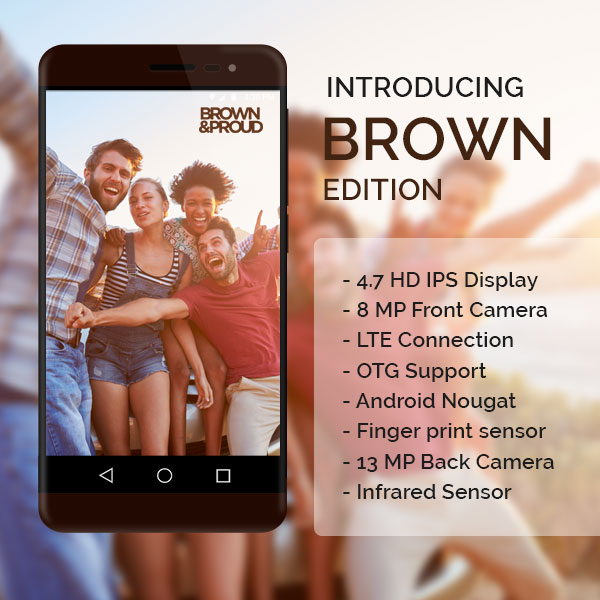 BROWN
&PROUD
INTRODUCING
BROWN
EDITION
- 4.7 HD IPS Display
- 8 MP Front Camera
- LTE Connection
- OTG Support
- Android Nougat
- Finger print sensor
- 13 MP Back Camera
- Infrared Sensor